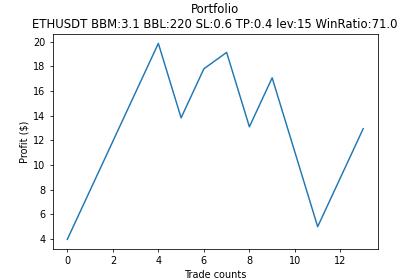 Portfolio
ETHUSDT BBM:3.1 BBL:220 SL:0.6 TP:0.4 lev:15 WinRatio:71.0
20
18
16
14
12
10
8
6
4
Profit ($)
0 2 4 6 8 10 12
Trade counts